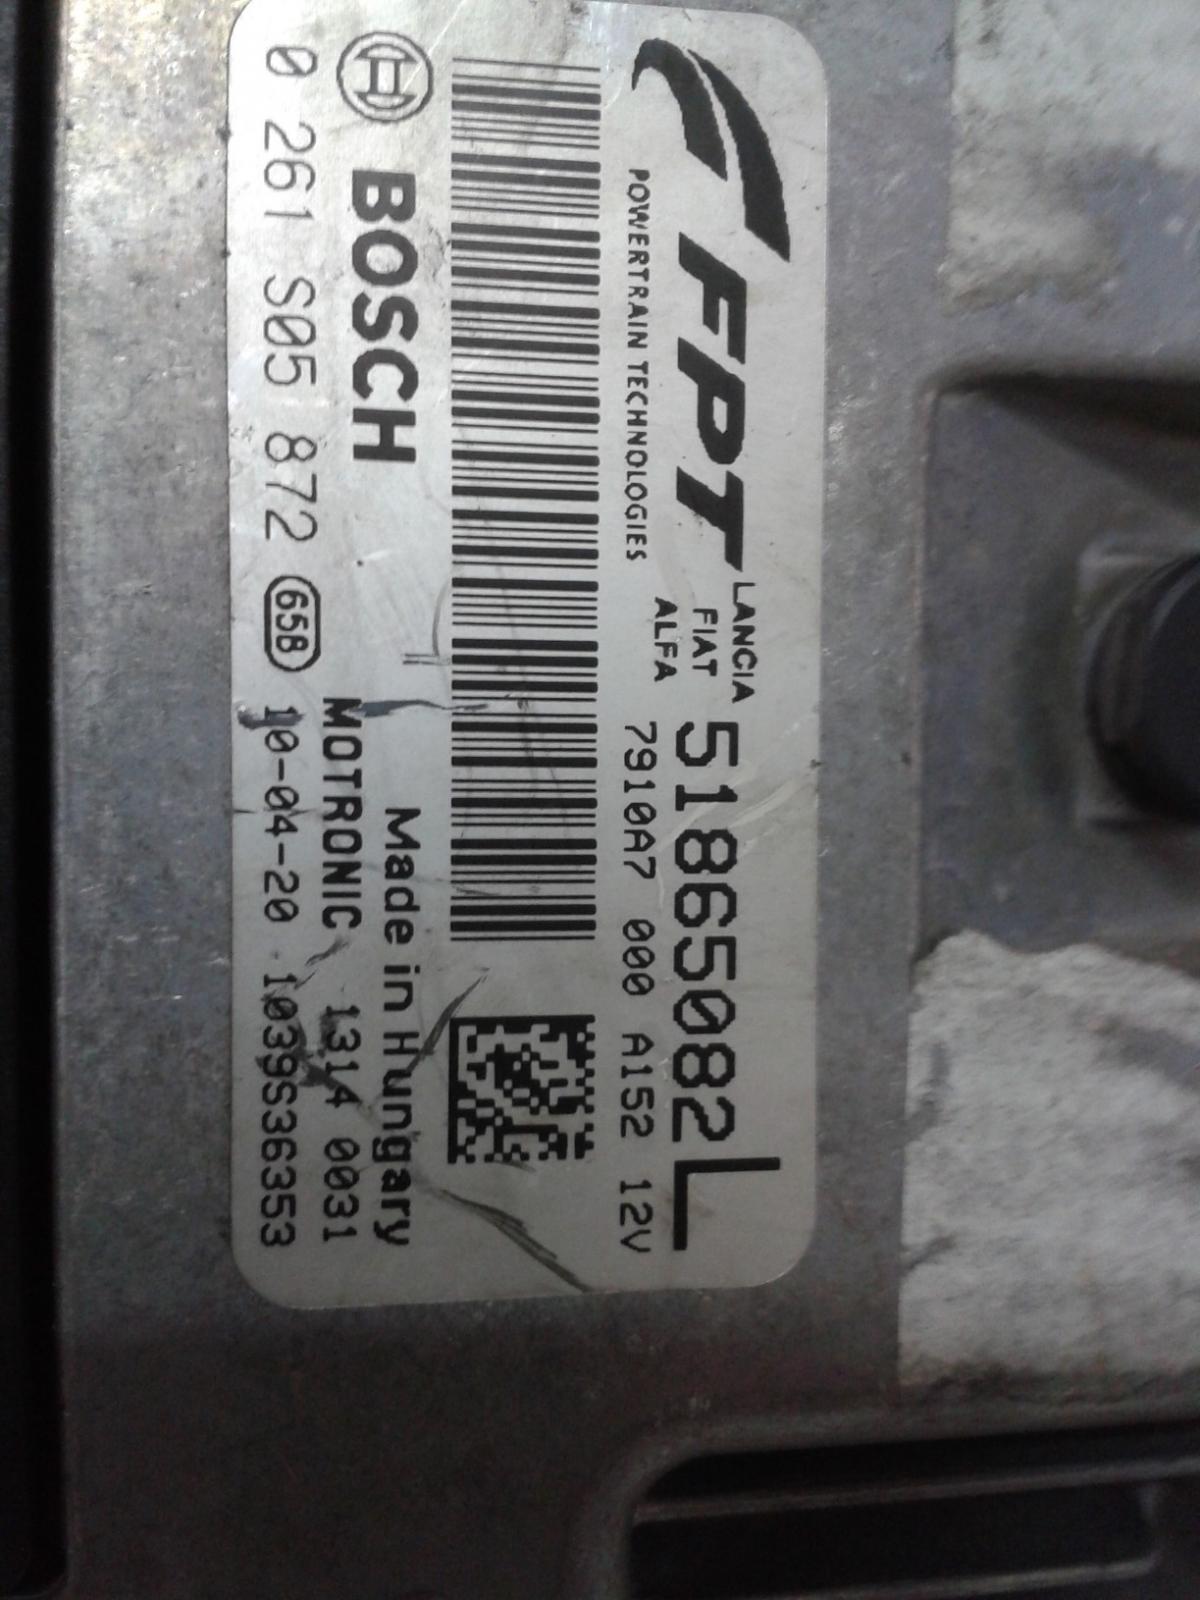 FPT
POWERTRAIN TECHNOLOGIES
LANCIA
FIAT
ALFA
51865082
7910A7 000 A152 12V
BOSCH
Made in Hungary
MOTRONIC 1314 0031
0 261 S05 872 65B 10-04-20 1039S36353